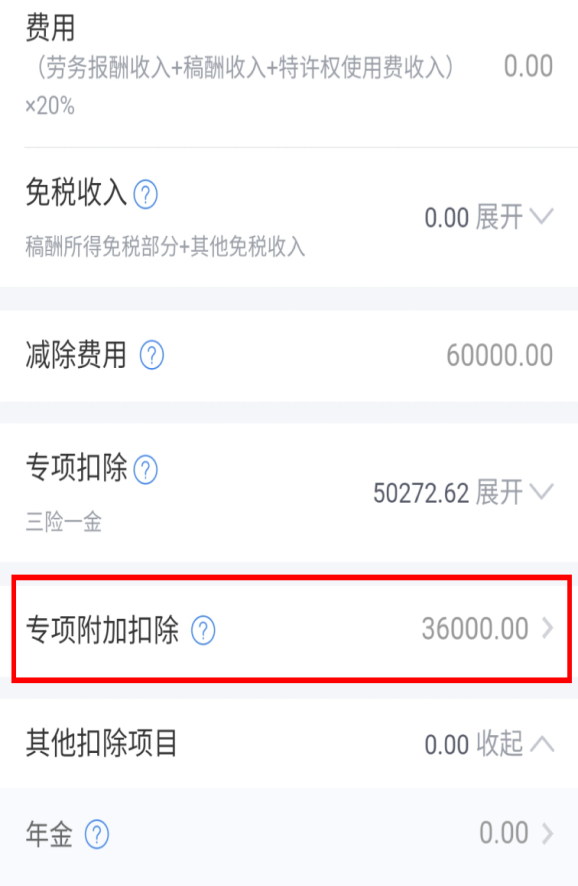 费用
（劳务报酬收入+稿酬收入+特许权使用费收入） 0.00
×20%
免税收入 ?
0.00 展开
稿酬所得免税部分+其他免税收入
减除费用 ? 60000.00
专项扣除 ?
50272.62 展开
三险一金
专项附加扣除 ? 36000.00
其他扣除项目 0.00 收起
年金 ? 0.00